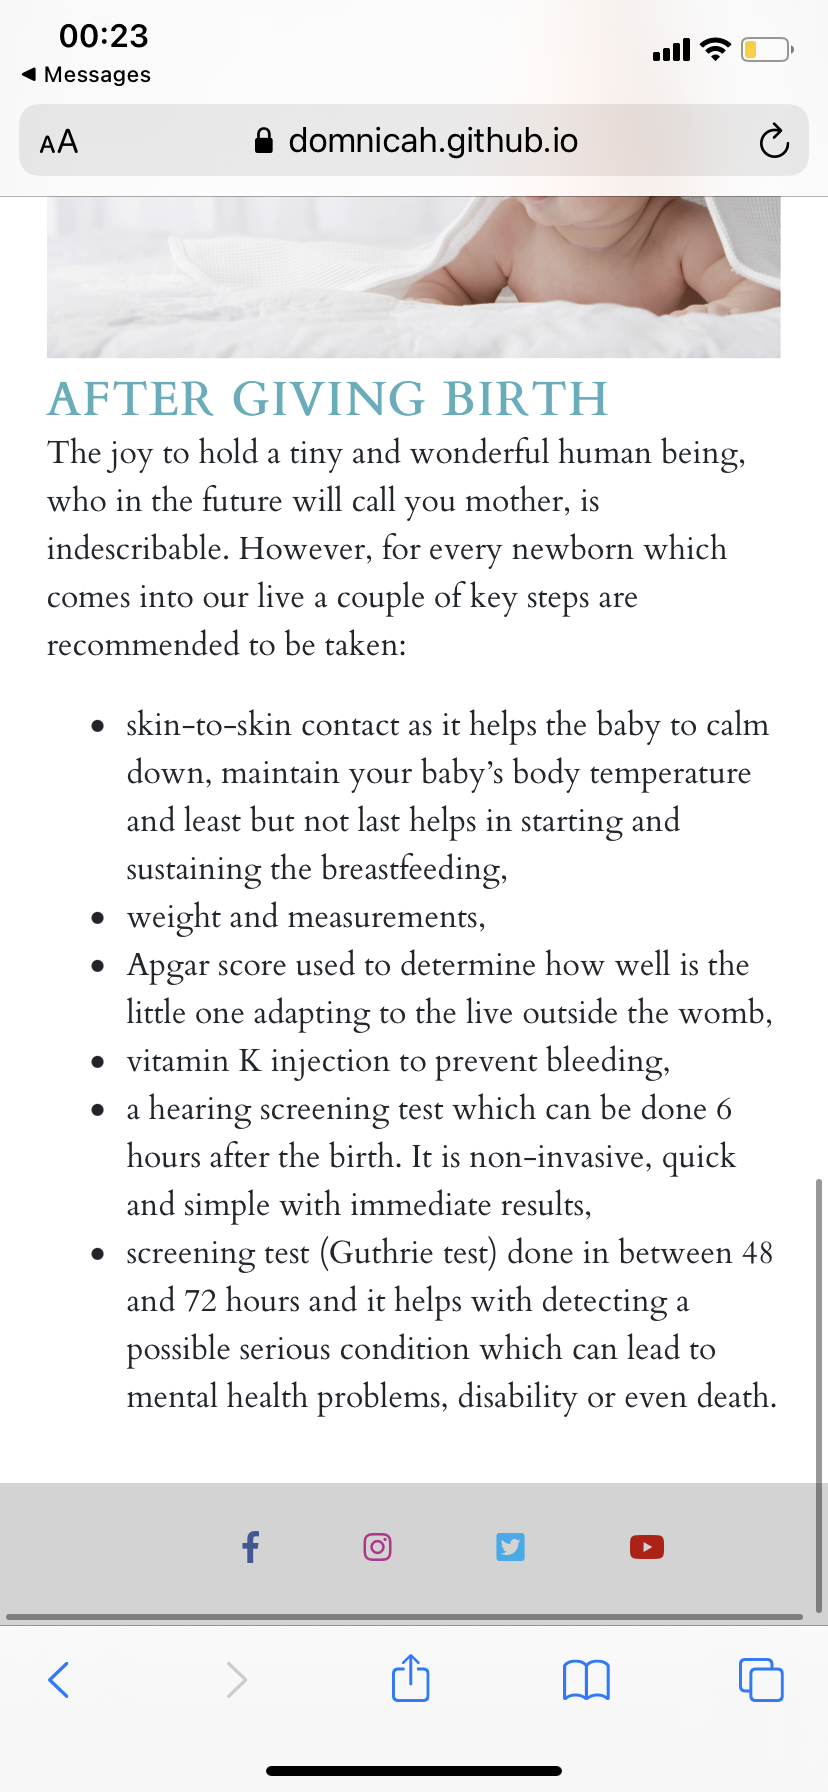 00:23
Messages
AA
domnicah.github.io
AFTER GIVING BIRTH
The joy to hold a tiny and wonderful human being,
who in the future will call you mother, is
indescribable. However, for every newborn which
comes into our live a couple of key steps are
recommended to be taken:
skin-to-skin contact as it helps the baby to calm
down, maintain your baby’s body temperature
and least but not last helps in starting and
sustaining the breastfeeding,
weight and measurements,
Apgar score used to determine how well is the
little one adapting to the live outside the womb,
vitamin K injection to prevent bleeding,
a hearing screening test which can be done 6
hours after the birth. It is non-invasive, quick
and simple with immediate results,
screening test (Guthrie test) done in between 48
and 72 hours and it helps with detecting a
possible serious condition which can lead to
mental health problems, disability or even death.